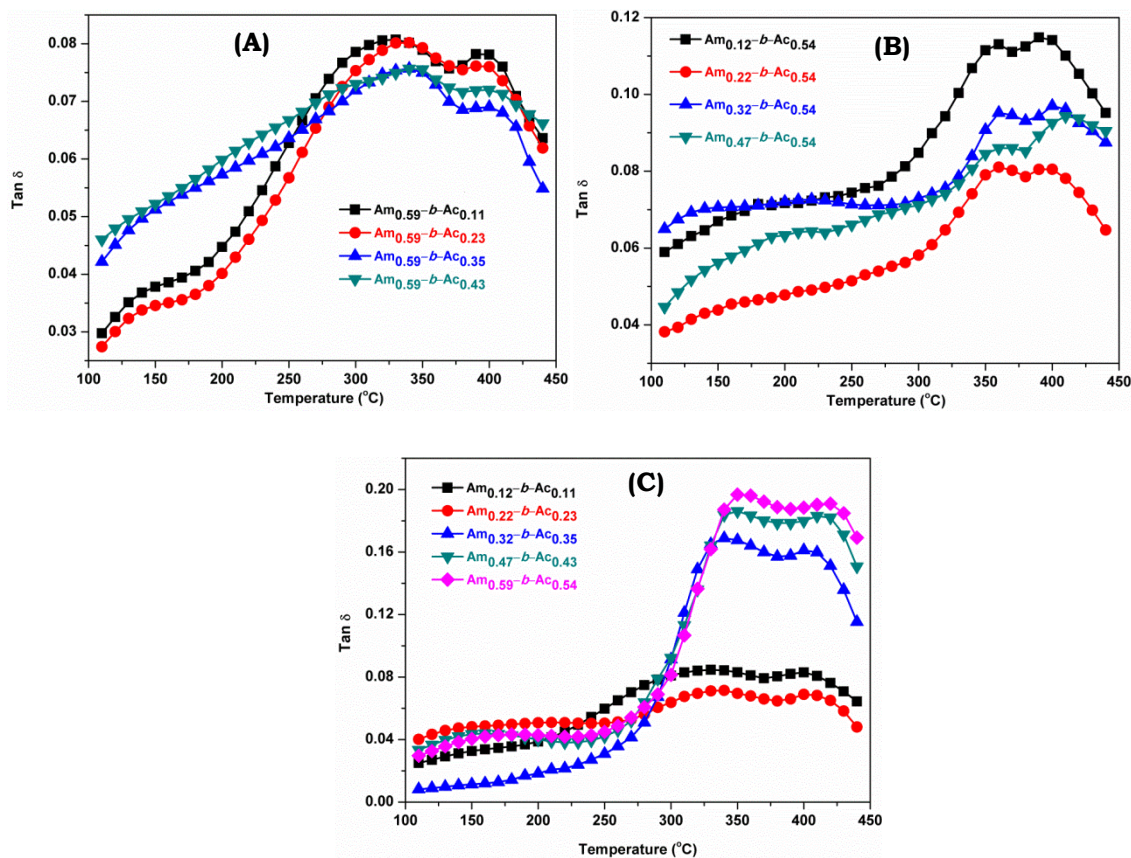 (A)
Tan δ
0.08
0.07
0.06
0.05
0.04
0.03
Am0.59-b-Ac0.11
Am0.59-b-Ac0.23
Am0.59-b-Ac0.35
Am0.59-b-Ac0.43
100 150 200 250 300 350 400 450
Temperature (oC)
(B)
Tan δ
0.12
0.10
0.08
0.06
0.04
Am0.12-b-Ac0.54
Am0.22-b-Ac0.54
Am0.32-b-Ac0.54
Am0.47-b-Ac0.54
100 150 200 250 300 350 400 450
Temperature (oC)
(C)
Tan δ
0.20
0.16
0.12
0.08
0.04
0.00
Am0.12-b-Ac0.11
Am0.22-b-Ac0.23
Am0.32-b-Ac0.35
Am0.47-b-Ac0.43
Am0.59-b-Ac0.54
100 150 200 250 300 350 400 450
Temperature (oC)